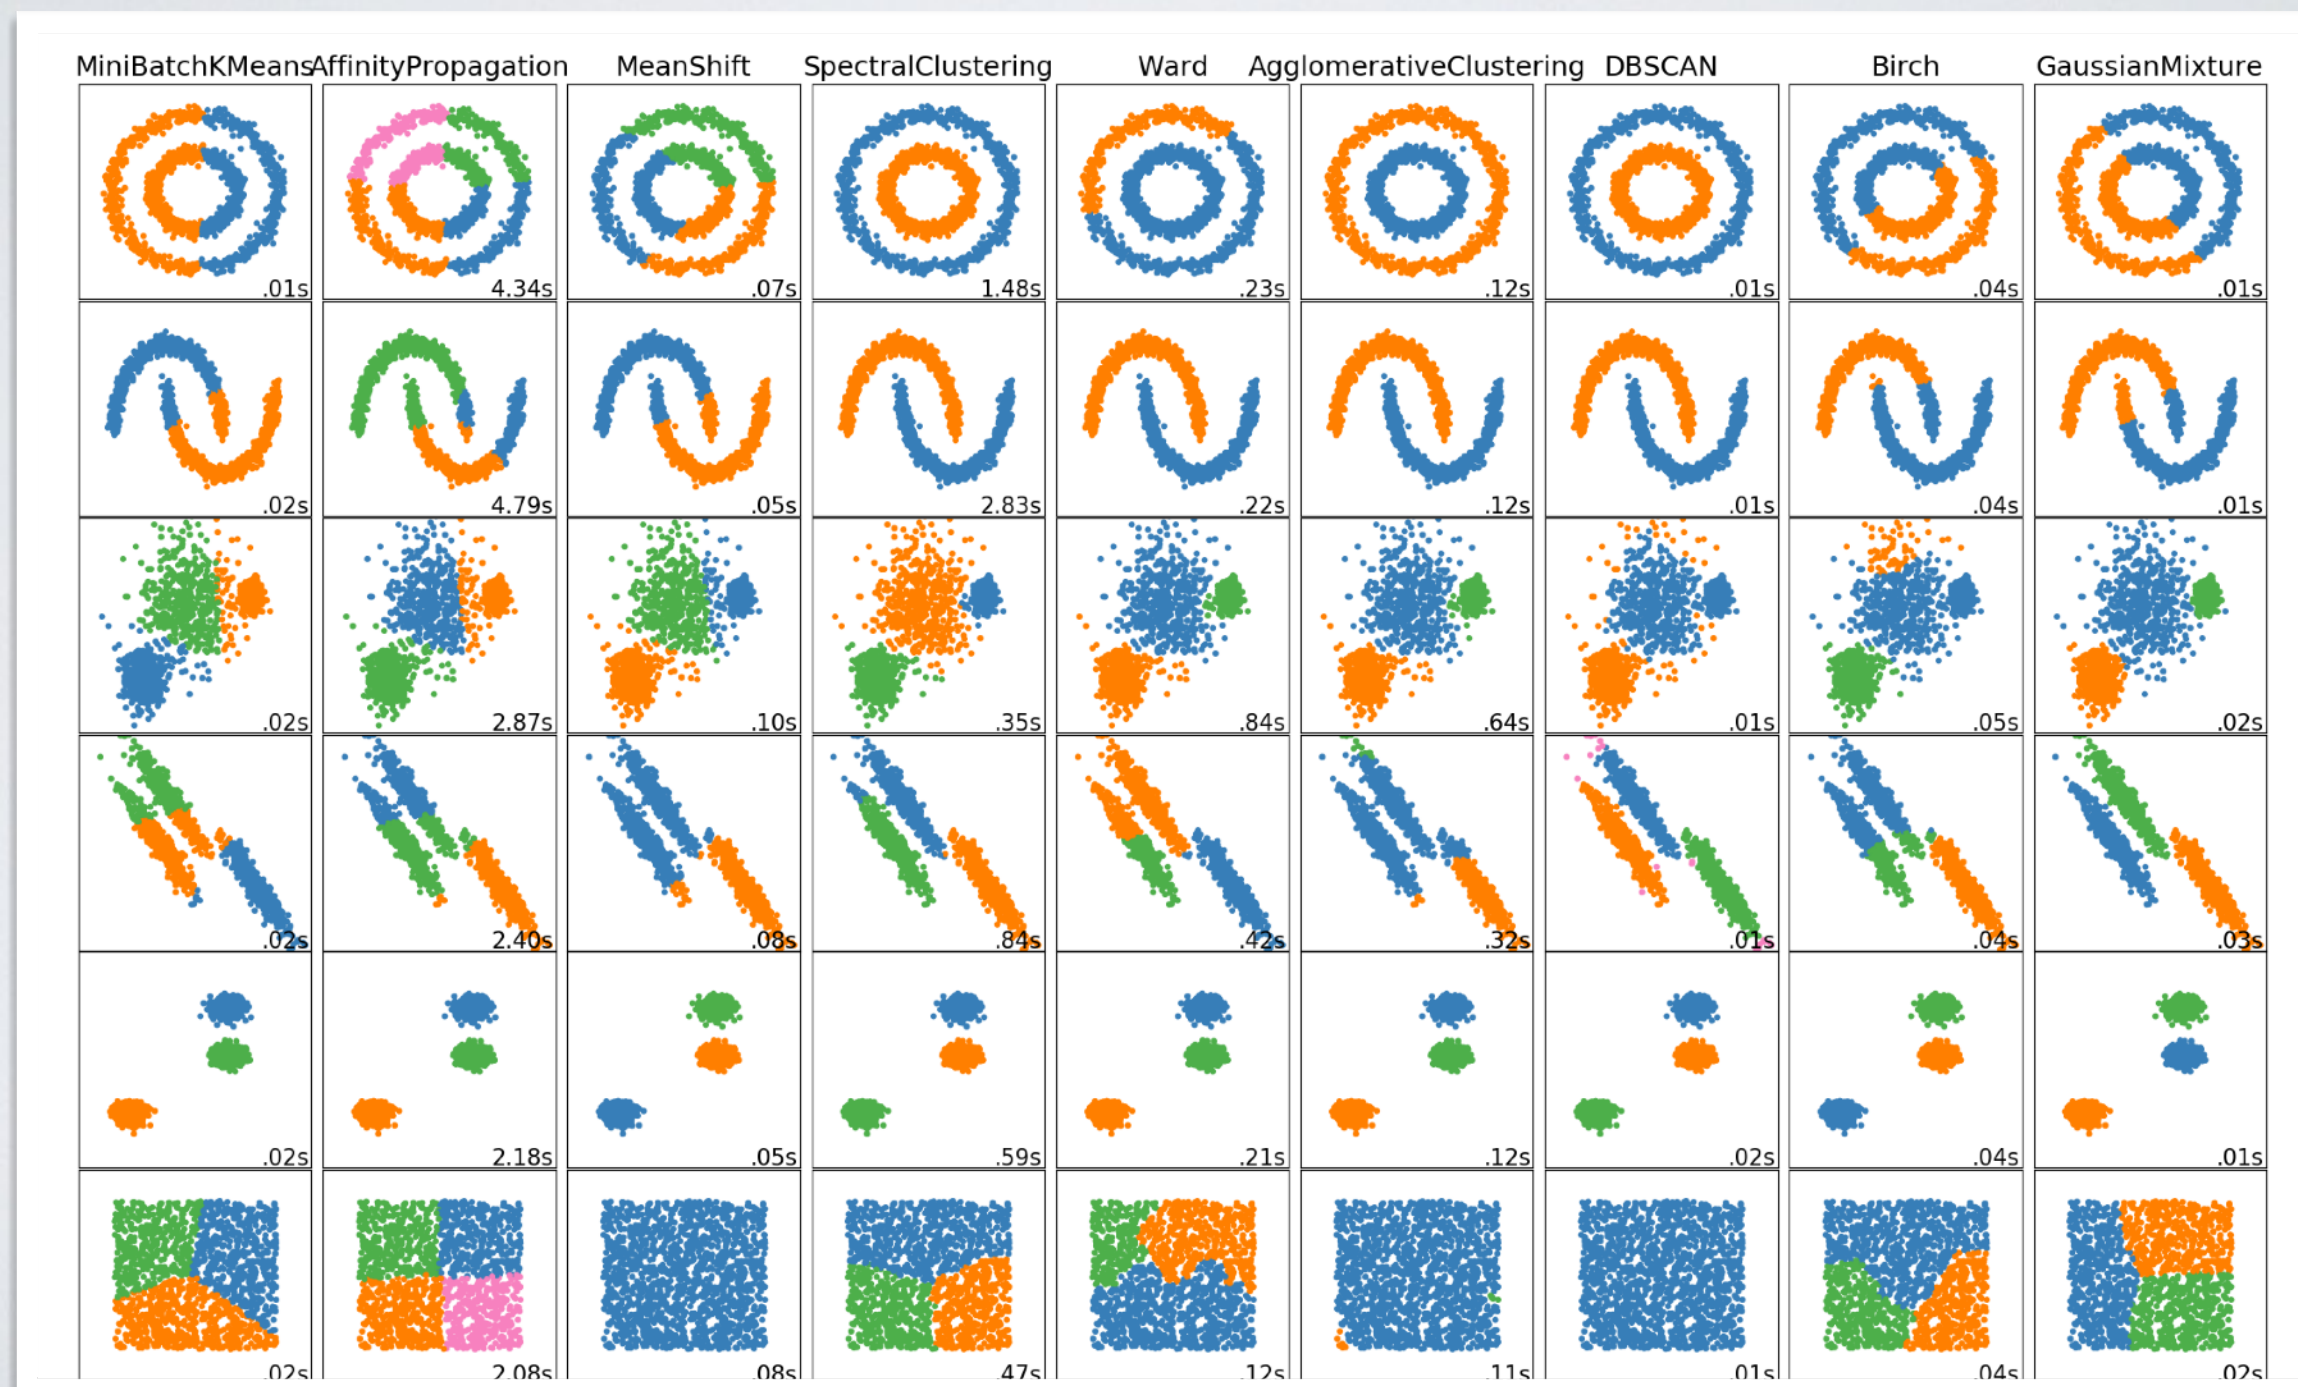 MiniBatchKMeans AffinityPropagation MeanShift SpectralClustering Ward AgglomerativeClustering DBSCAN Birch GaussianMixture
.01s 4.34s .07s 1.48s .23s .12s .01s .04s .01s
.02s 4.79s .05s 2.83s .22s .12s .01s .04s .01s
.02s 2.87s .10s .35s .84s .64s .01s .05s .02s
.02s 2.40s .08s .84s .42s .32s .01s .04s .03s
.02s 2.18s .05s .59s .21s .12s .02s .04s .01s
.02s 2.08s .08s .47s .12s .11s .01s .04s .02s